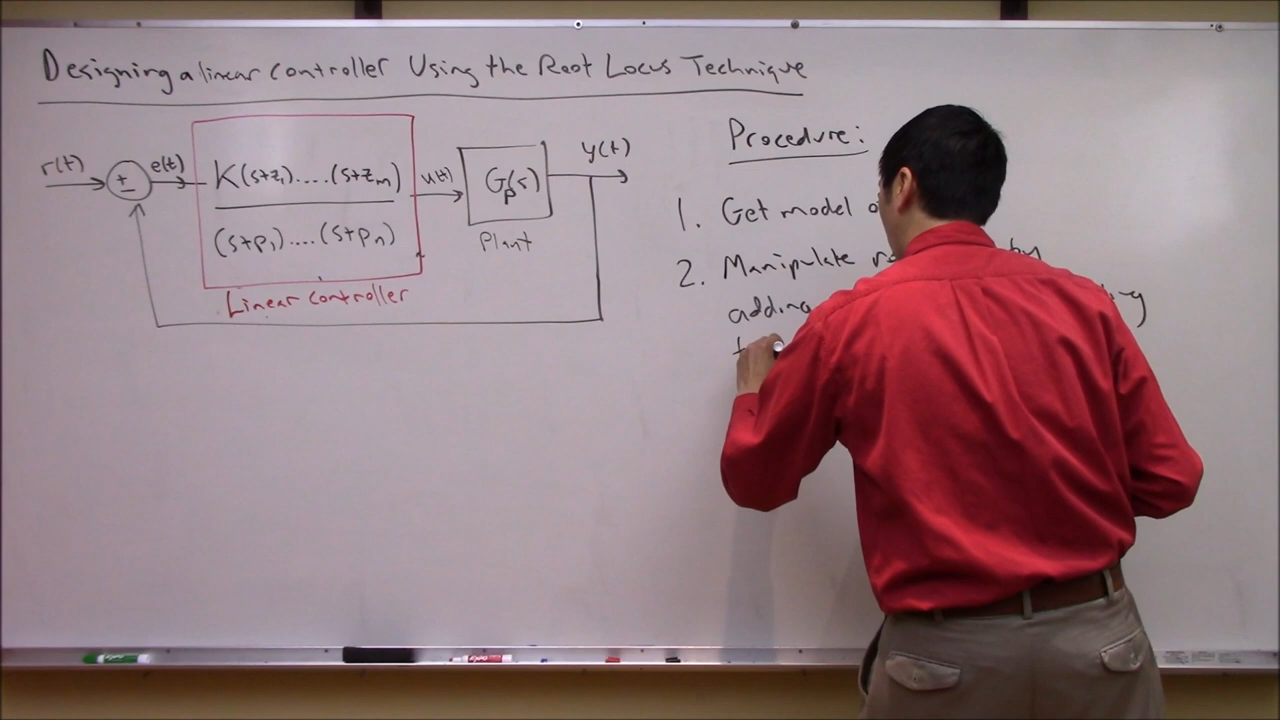 Designing a linear controller Using the Root Locus Technique
r(t)
+
-
e(t)
K(s+z1).....(s+zm)
(s+p1)....(s+pn)
Linear controller
u(t)
Gp(s)
Plant
y(t)
Procedure:
1. Get model
2. Manipulate by
adding